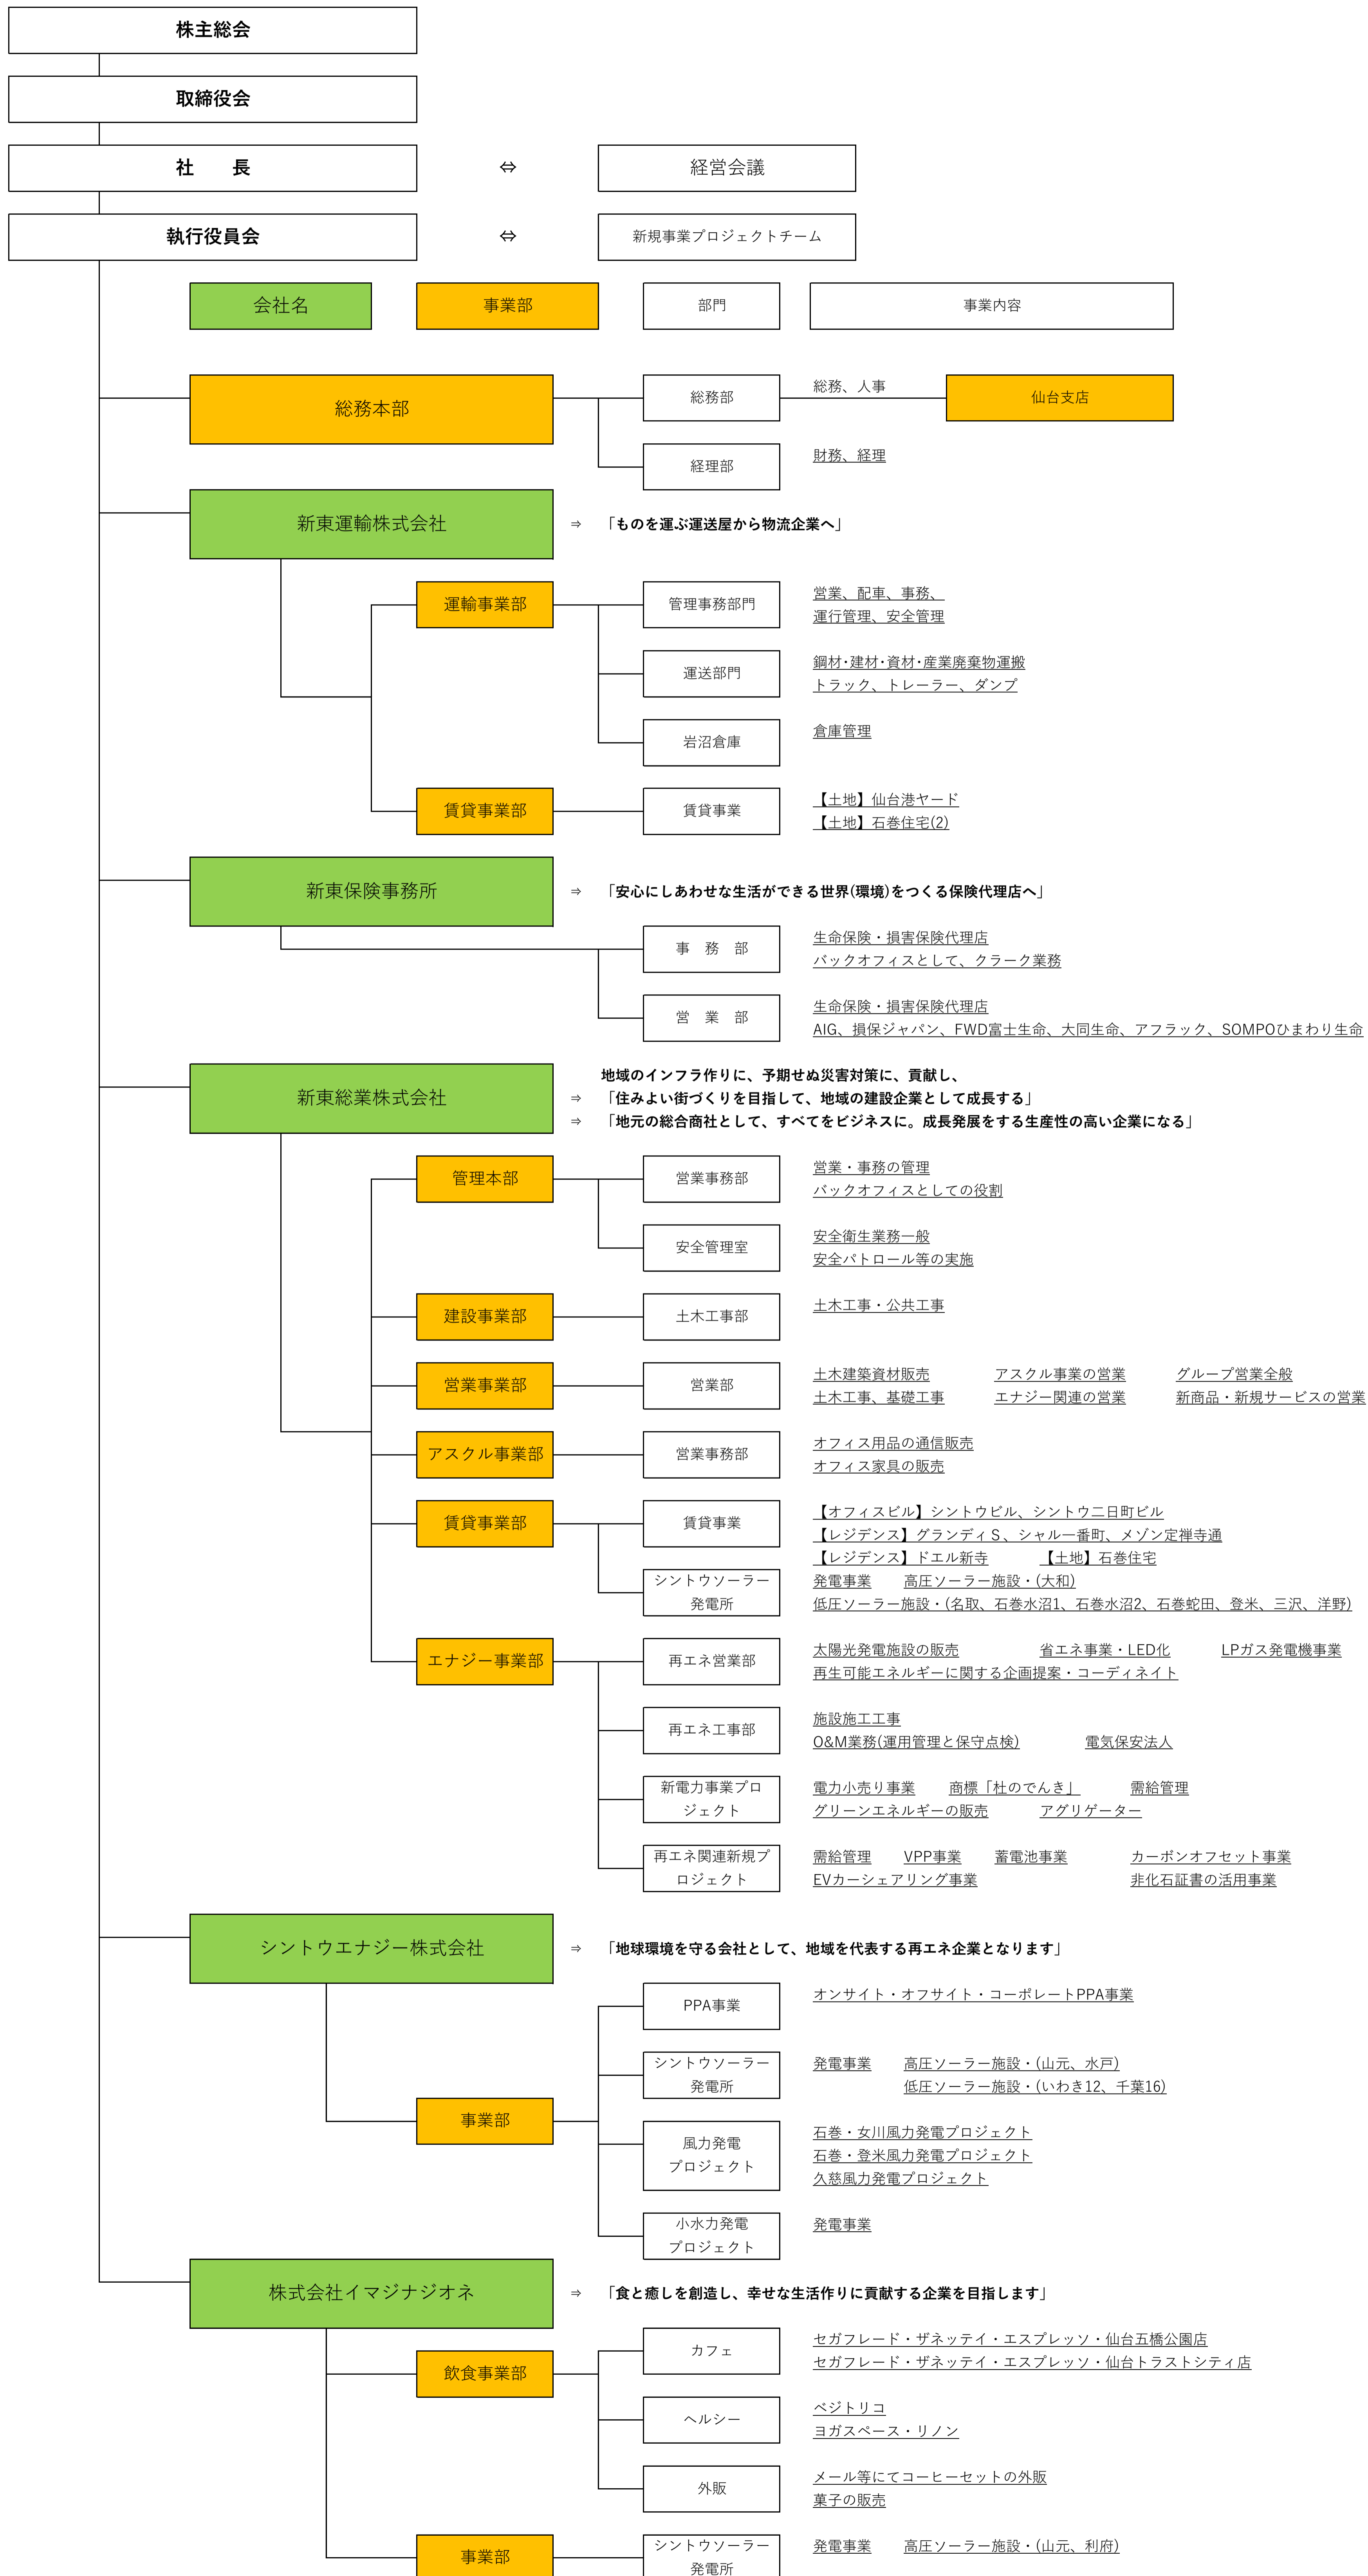 株主総会
取締役会
社　　長 ⇔ 経営会議
執行役員会 ⇔ 新規事業プロジェクトチーム
会社名 事業部 部門 事業内容
総務本部 総務部 総務、人事 仙台支店
経理部 財務、経理
新東運輸株式会社 ⇒ 「ものを運ぶ運送屋から物流企業へ」
運輸事業部 管理事務部門 営業、配車、事務、
運行管理、安全管理
運送部門 鋼材･建材･資材･産業廃棄物運搬
トラック、トレーラー、ダンプ
岩沼倉庫 倉庫管理
賃貸事業部 賃貸事業 【土地】仙台港ヤード
【土地】石巻住宅(2)
新東保険事務所 ⇒ 「安心にしあわせな生活ができる世界(環境)をつくる保険代理店へ」
事　務　部 生命保険・損害保険代理店
バックオフィスとして、クラーク業務
営　業　部 生命保険・損害保険代理店
AIG、損保ジャパン、FWD富士生命、大同生命、アフラック、SOMPOひまわり生命
地域のインフラ作りに、予期せぬ災害対策に、貢献し、
新東総業株式会社 ⇒ 「住みよい街づくりを目指して、地域の建設企業として成長する」
⇒ 「地元の総合商社として、すべてをビジネスに。成長発展をする生産性の高い企業になる」
管理本部 営業事務部 営業・事務の管理
バックオフィスとしての役割
安全管理室 安全衛生業務一般
安全パトロール等の実施
建設事業部 土木工事部 土木工事・公共工事
営業事業部 営業部 土木建築資材販売 アスクル事業の営業 グループ営業全般
土木工事、基礎工事 エナジー関連の営業 新商品・新規サービスの営業
アスクル事業部 営業事務部 オフィス用品の通信販売
オフィス家具の販売
賃貸事業部 賃貸事業 【オフィスビル】シントウビル、シントウ二日町ビル
【レジデンス】グランディＳ、シャル一番町、メゾン定禅寺通
【レジデンス】ドエル新寺 【土地】石巻住宅
シントウソーラー 発電事業 高圧ソーラー施設・(大和)
発電所 低圧ソーラー施設・(名取、石巻水沼1、石巻水沼2、石巻蛇田、登米、三沢、洋野)
エナジー事業部 再エネ営業部 太陽光発電施設の販売 省エネ事業・LED化 LPガス発電機事業
再生可能エネルギーに関する企画提案・コーディネイト
再エネ工事部 施設施工工事
O&M業務(運用管理と保守点検) 電気保安法人
新電力事業プロ 電力小売り事業 商標「杜のでんき」 需給管理
ジェクト グリーンエネルギーの販売 アグリゲーター
再エネ関連新規プ 需給管理 VPP事業 蓄電池事業 カーボンオフセット事業
ロジェクト EVカーシェアリング事業 非化石証書の活用事業
シントウエナジー株式会社 ⇒ 「地球環境を守る会社として、地域を代表する再エネ企業となります」
PPA事業 オンサイト・オフサイト・コーポレートPPA事業
シントウソーラー 発電事業 高圧ソーラー施設・(山元、水戸)
発電所 低圧ソーラー施設・(いわき12、千葉16)
事業部
風力発電 石巻・女川風力発電プロジェクト
プロジェクト 石巻・登米風力発電プロジェクト
久慈風力発電プロジェクト
小水力発電 発電事業
プロジェクト
株式会社イマジナジオネ ⇒ 「食と癒しを創造し、幸せな生活作りに貢献する企業を目指します」
カフェ セガフレード・ザネッテイ・エスプレッソ・仙台五橋公園店
飲食事業部 セガフレード・ザネッテイ・エスプレッソ・仙台トラストシティ店
ヘルシー ベジトリコ
ヨガスペース・リノン
外販 メール等にてコーヒーセットの外販
菓子の販売
事業部 シントウソーラー 発電事業 高圧ソーラー施設・(山元、利府)
発電所